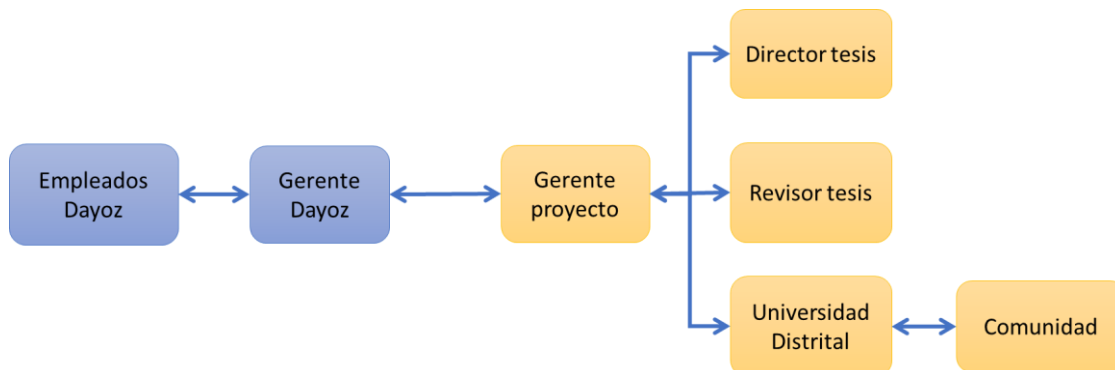 Director tesis
Empleados
Dayoz
Gerente
Dayoz
Gerente
proyecto
Revisor tesis
Universidad
Distrital
Comunidad